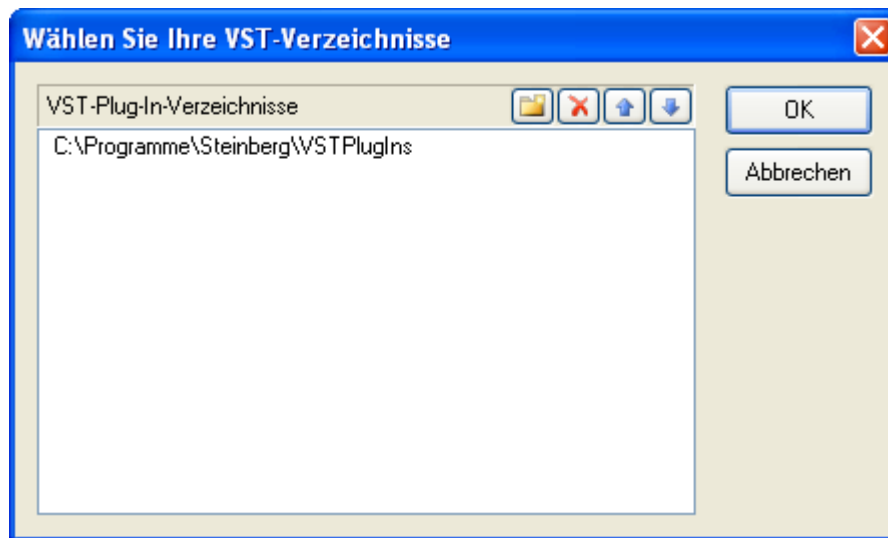 Wählen Sie Ihre VST-Verzeichnisse
VST-Plug-In-Verzeichnisse
OK
C:\Programme\Steinberg\VSTPlugIns
Abbrechen